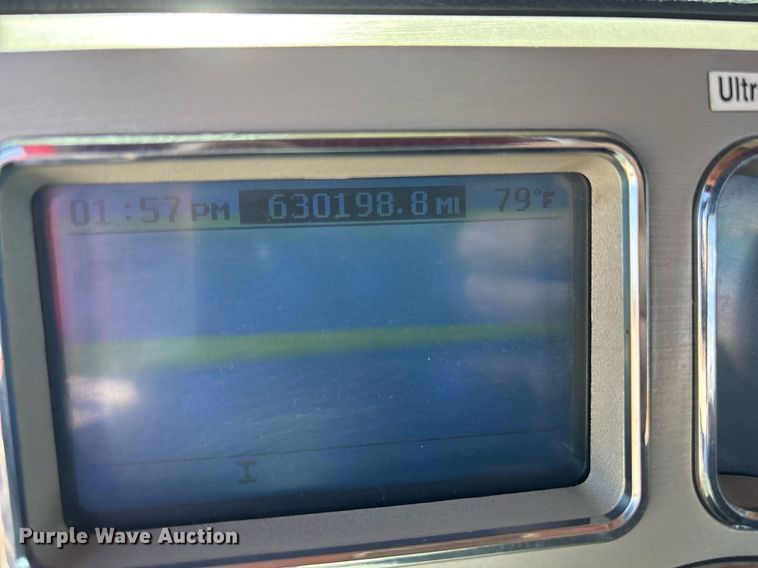 Ultr
01:57 PM 630198.8 MI 79°F
I
Purple Wave Auction